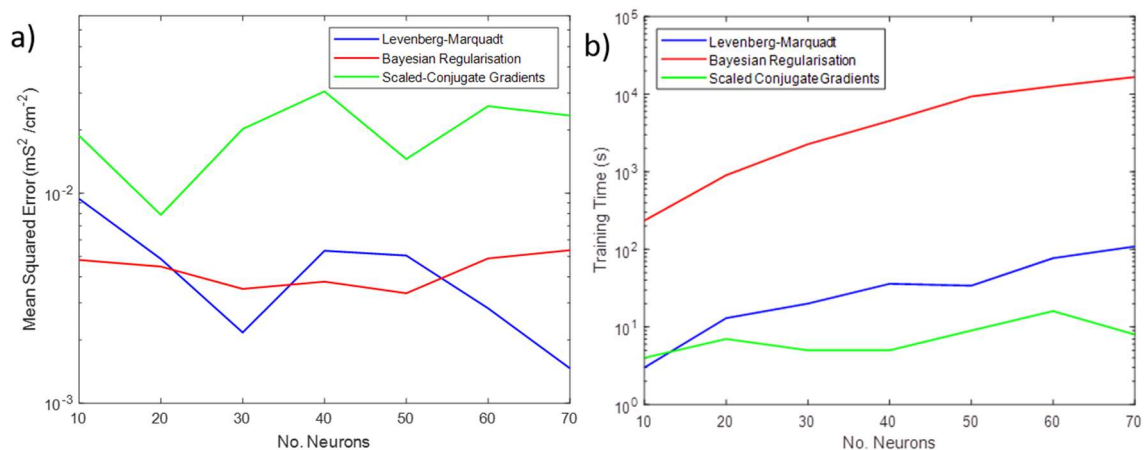 a)
Levenberg-Marquadt
Bayesian Regularisation
Scaled-Conjugate Gradients
Mean Squared Error (mS² /cm⁻²)
10⁻²
10⁻³
10 20 30 40 50 60 70
No. Neurons
b)
Levenberg-Marquadt
Bayesian Regularisation
Scaled Conjugate Gradients
Training Time (s)
10⁵
10⁴
10³
10²
10¹
10⁰
10 20 30 40 50 60 70
No. Neurons